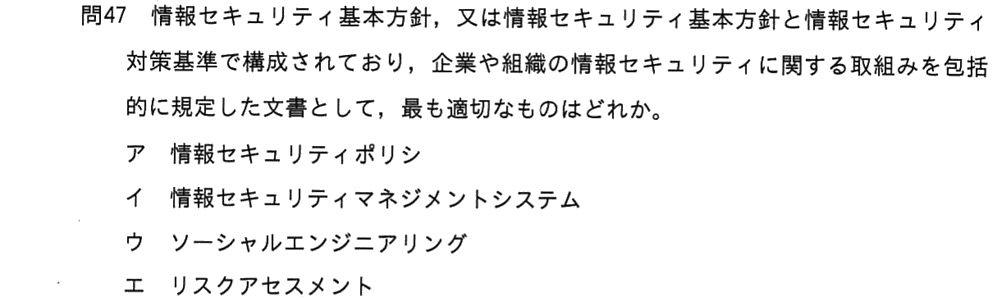 問47　情報セキュリティ基本方針，又は情報セキュリティ基本方針と情報セキュリティ
対策基準で構成されており，企業や組織の情報セキュリティに関する取組みを包括
的に規定した文書として，最も適切なものはどれか。
ア　情報セキュリティポリシ
イ　情報セキュリティマネジメントシステム
ウ　ソーシャルエンジニアリング
エ　リスクアセスメント